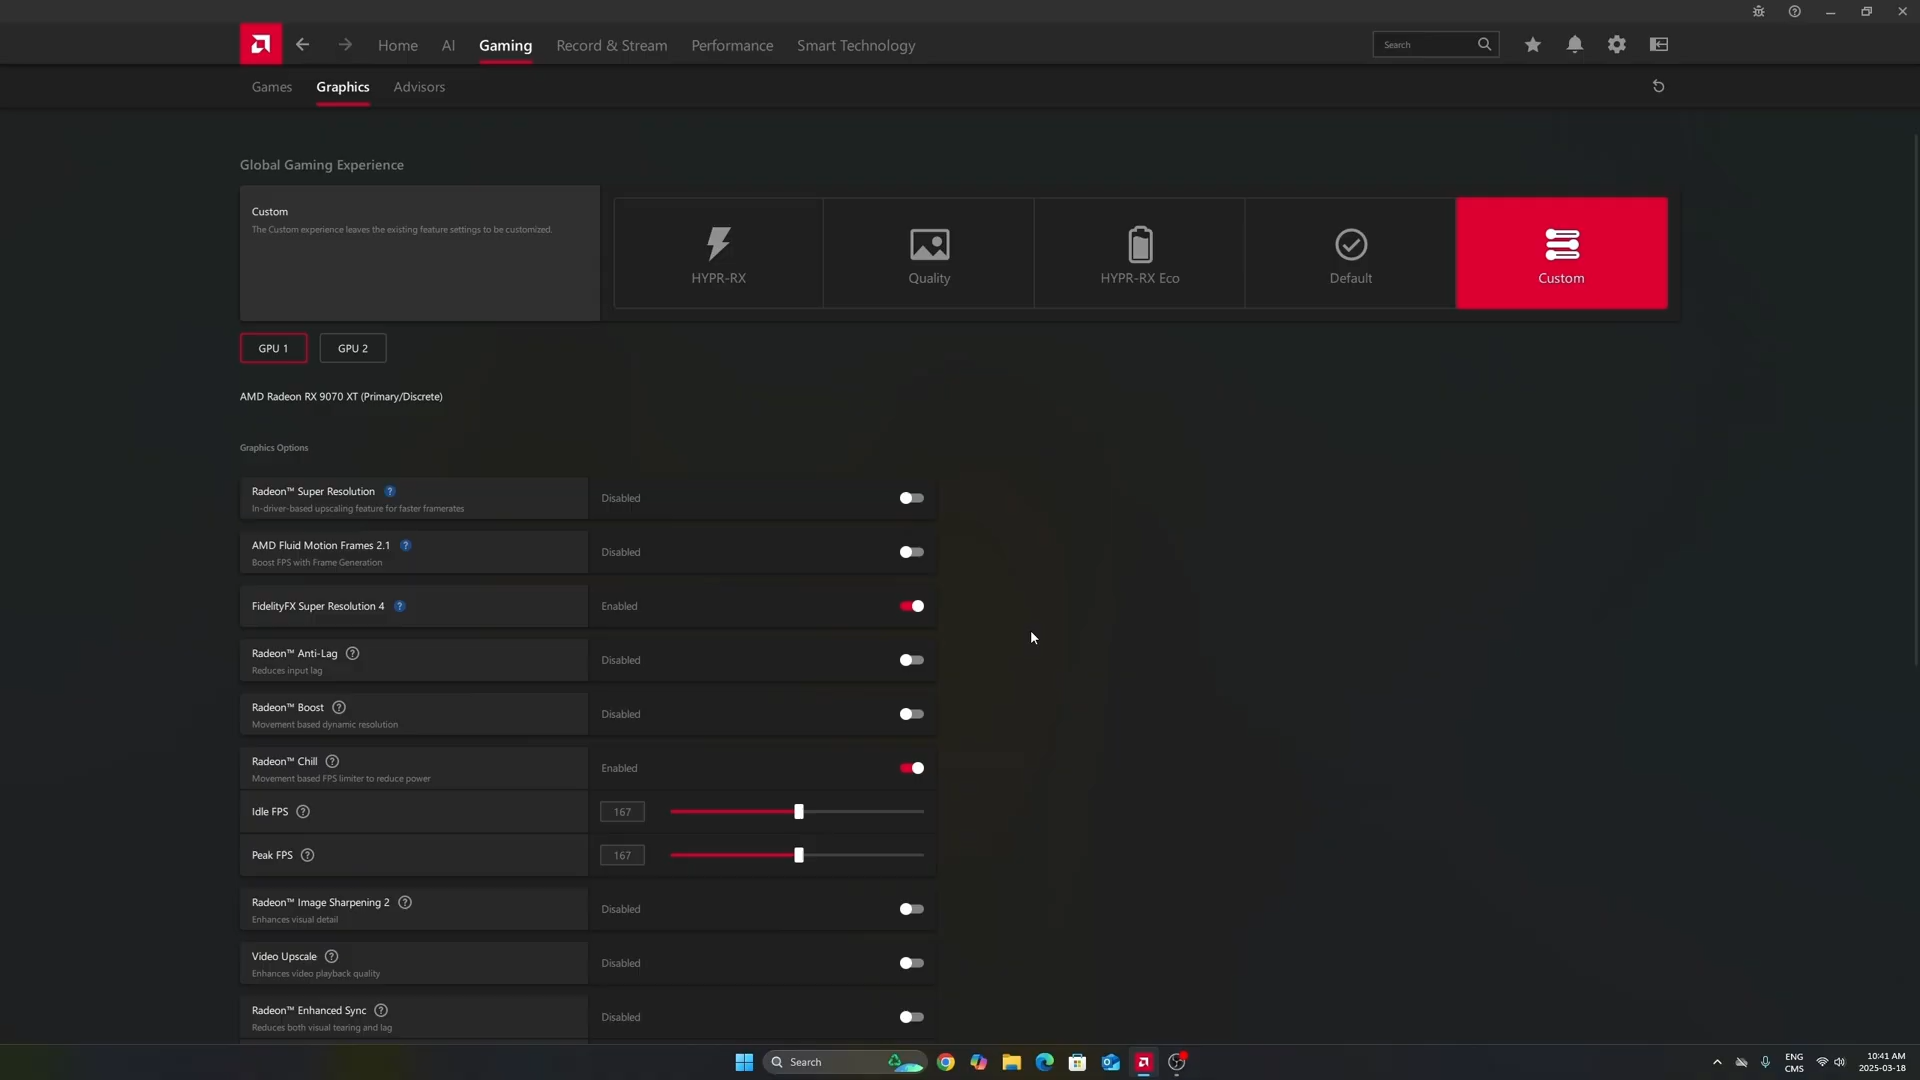 Home
AI
Gaming
Record & Stream
Performance
Smart Technology
Search
Games
Graphics
Advisors
Global Gaming Experience
Custom
The Custom experience leaves the existing feature settings to be customized.
HYPR-RX
Quality
HYPR-RX Eco
Default
Custom
GPU 1
GPU 2
AMD Radeon RX 9070 XT (Primary/Discrete)
Graphics Options
Radeon™ Super Resolution ?
In-driver-based upscaling feature for faster framerates
Disabled
AMD Fluid Motion Frames 2.1 ?
Boost FPS with Frame Generation
Disabled
FidelityFX Super Resolution 4 ?
Enabled
Radeon™ Anti-Lag ?
Reduces input lag
Disabled
Radeon™ Boost ?
Movement based dynamic resolution
Disabled
Radeon™ Chill ?
Movement based FPS limiter to reduce power
Enabled
Idle FPS ?
167
Peak FPS ?
167
Radeon™ Image Sharpening 2 ?
Enhances visual detail
Disabled
Video Upscale ?
Enhances video playback quality
Disabled
Radeon™ Enhanced Sync ?
Reduces both visual tearing and lag
Disabled
Search
ENG
CMS
10:41 AM
2025-03-18